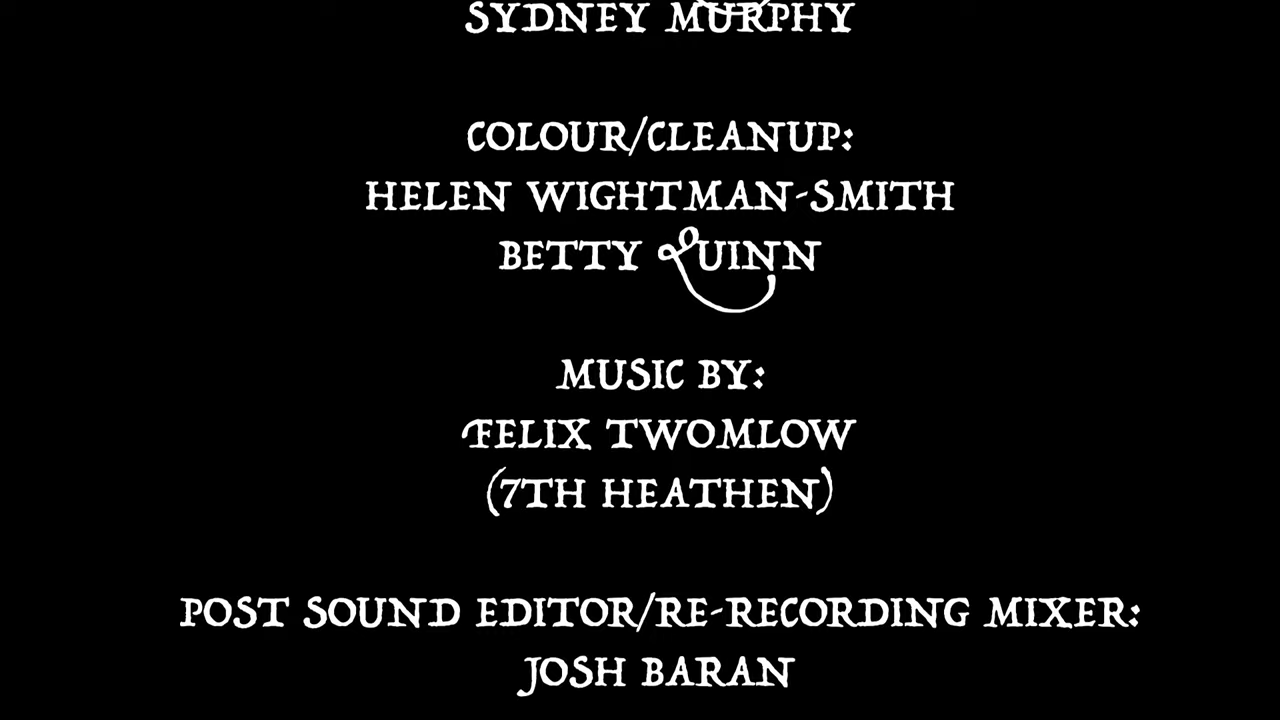 SYDNEY MURPHY
COLOUR/CLEANUP:
HELEN WIGHTMAN-SMITH
BETTY QUINN
MUSIC BY:
FELIX TWOMLOW
(7TH HEATHEN)
POST SOUND EDITOR/RE-RECORDING MIXER:
JOSH BARAN